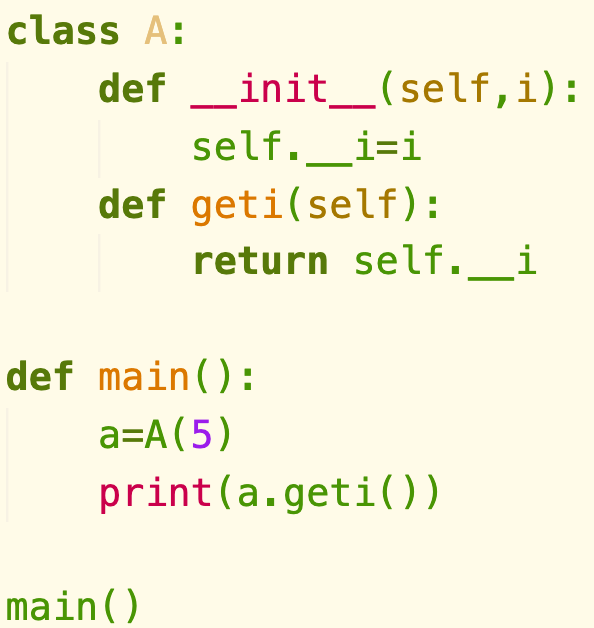 class A:
    def __init__(self,i):
        self.__i=i
    def geti(self):
        return self.__i

def main():
    a=A(5)
    print(a.geti())

main()